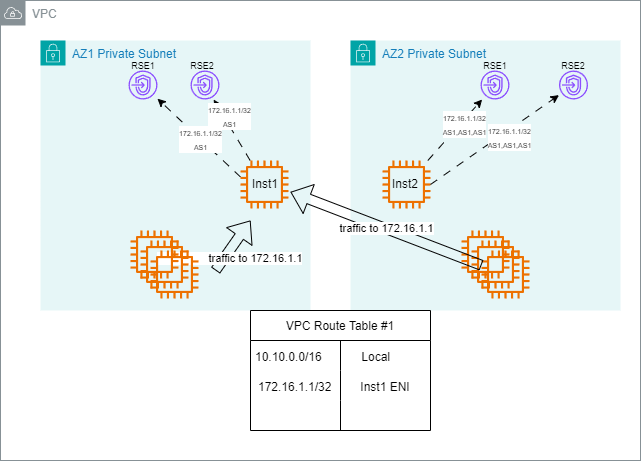 VPC
AZ1 Private Subnet
AZ2 Private Subnet
RSE1
RSE2
RSE1
RSE2
172.16.1.1/32
AS1
172.16.1.1/32
AS1
172.16.1.1/32
AS1,AS1,AS1
172.16.1.1/32
AS1,AS1,AS1
Inst1
Inst2
traffic to 172.16.1.1
traffic to 172.16.1.1
VPC Route Table #1
10.10.0.0/16 Local
172.16.1.1/32 Inst1 ENI